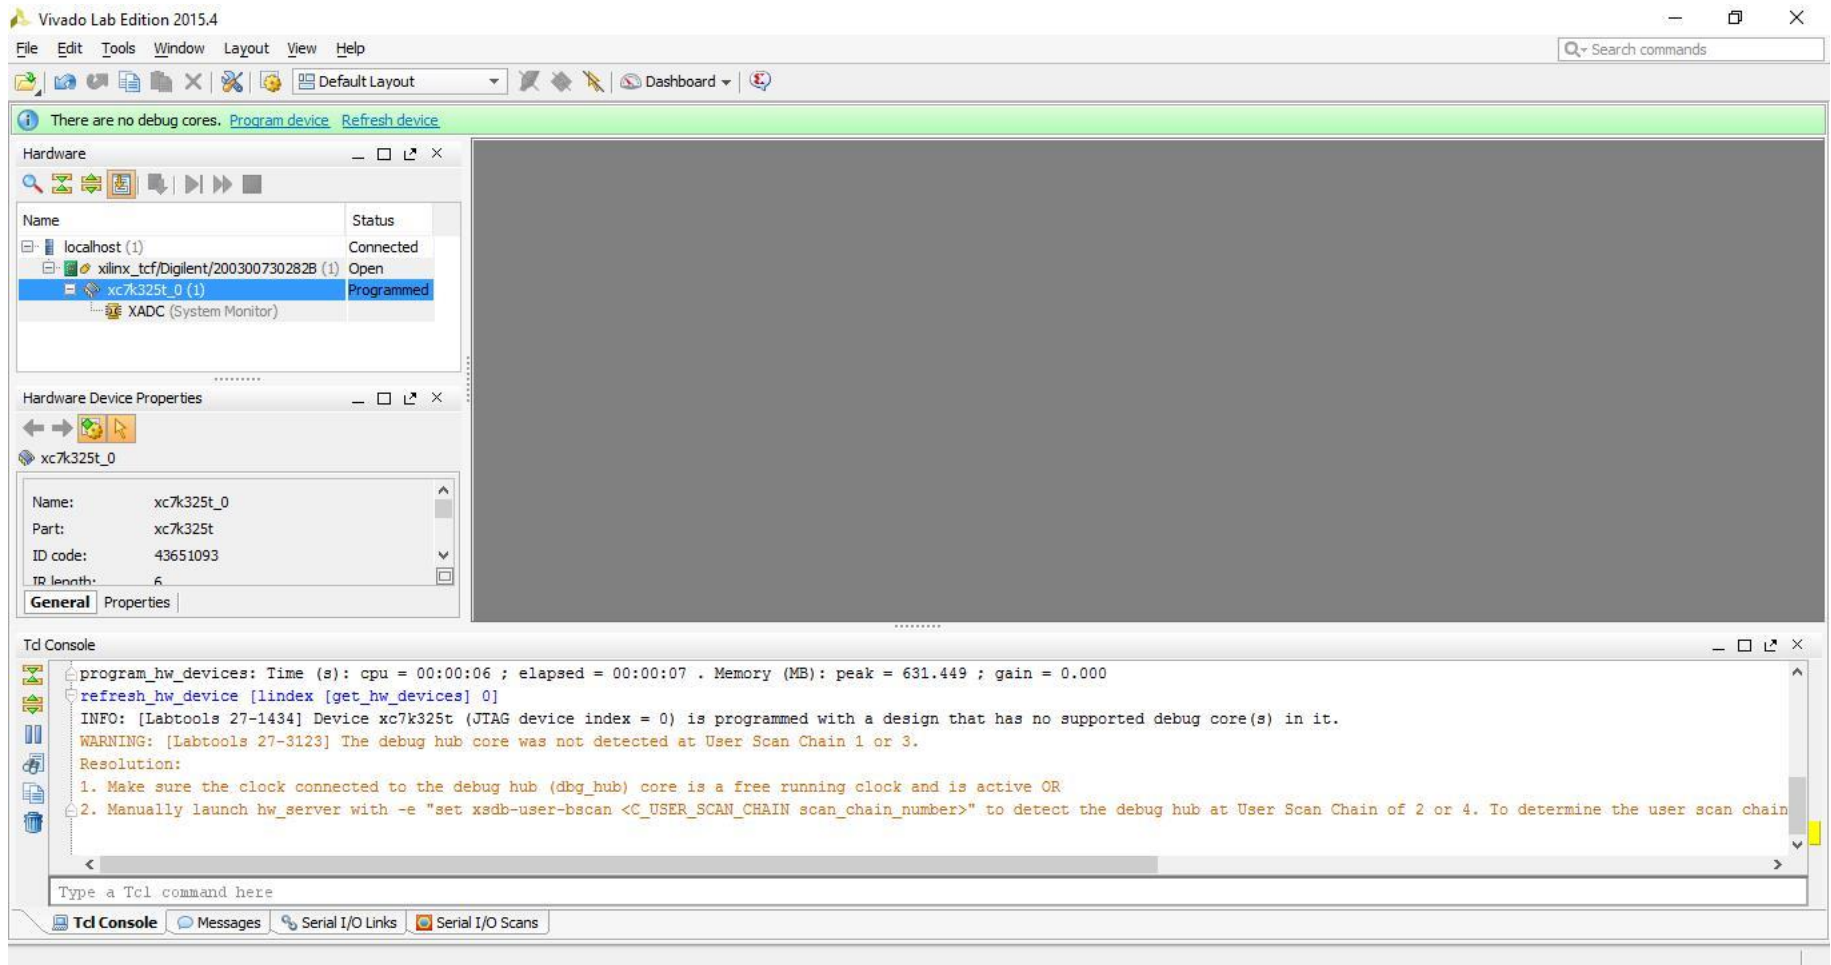 Vivado Lab Edition 2015.4
File Edit Tools Window Layout View Help
Search commands
Default Layout
Dashboard
There are no debug cores. Program device Refresh device
Hardware
Name Status
localhost (1) Connected
xilinx_tcf/Digilent/200300730282B (1) Open
xc7k325t_0 (1) Programmed
XADC (System Monitor)
Hardware Device Properties
xc7k325t_0
Name: xc7k325t_0
Part: xc7k325t
ID code: 43651093
IR length: 6
General Properties
Tcl Console
program_hw_devices: Time (s): cpu = 00:00:06 ; elapsed = 00:00:07 . Memory (MB): peak = 631.449 ; gain = 0.000
refresh_hw_device [lindex [get_hw_devices] 0]
INFO: [Labtools 27-1434] Device xc7k325t (JTAG device index = 0) is programmed with a design that has no supported debug core(s) in it.
WARNING: [Labtools 27-3123] The debug hub core was not detected at User Scan Chain 1 or 3.
Resolution:
1. Make sure the clock connected to the debug hub (dbg_hub) core is a free running clock and is active OR
2. Manually launch hw_server with -e "set xsdb-user-bscan <C_USER_SCAN_CHAIN scan_chain_number>" to detect the debug hub at User Scan Chain of 2 or 4. To determine the user scan chain
Type a Tcl command here
Tcl Console Messages Serial I/O Links Serial I/O Scans